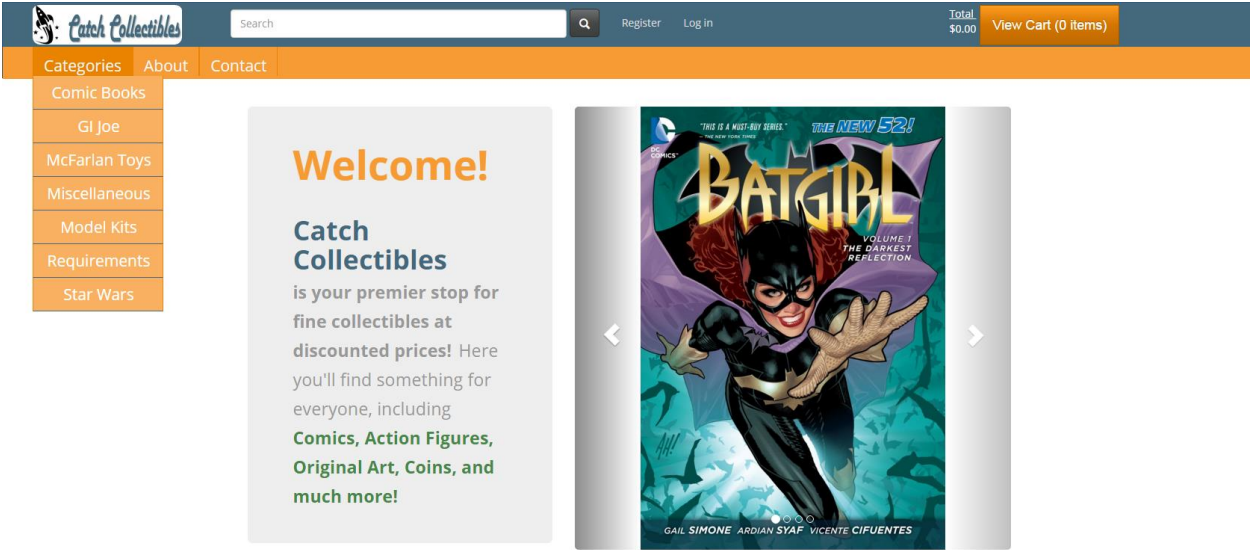 Catch Collectibles
Search
Register
Log in
Total
$0.00
View Cart (0 items)
Categories
About
Contact
Comic Books
GI Joe
McFarlan Toys
Miscellaneous
Model Kits
Requirements
Star Wars
Welcome!
Catch
Collectibles
is your premier stop for
fine collectibles at
discounted prices! Here
you'll find something for
everyone, including
Comics, Action Figures,
Original Art, Coins, and
much more!
DC
COMICS™
"THIS IS A MUST-BUY SERIES."
— THE NEW YORK TIMES
THE NEW 52!
BATGIRL
VOLUME 1
THE DARKEST
REFLECTION
AH!
GAIL SIMONE ARDIAN SYAF VICENTE CIFUENTES